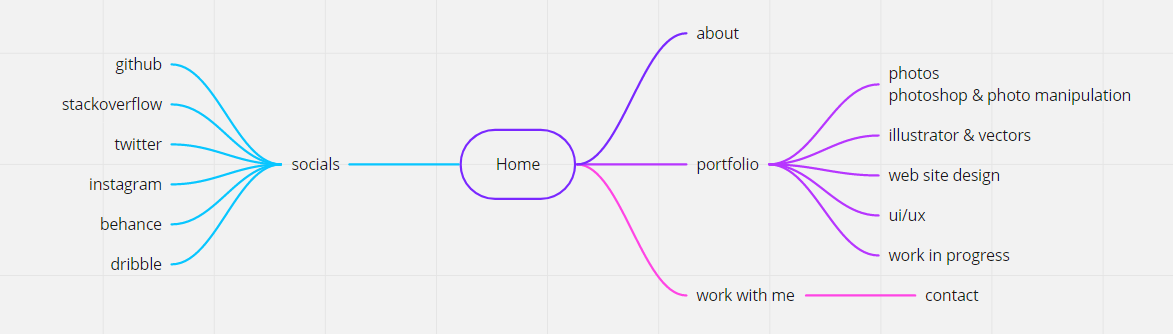 github
stackoverflow
twitter
instagram
behance
dribble
socials
Home
about
portfolio
photos
photoshop & photo manipulation
illustrator & vectors
web site design
ui/ux
work in progress
work with me
contact